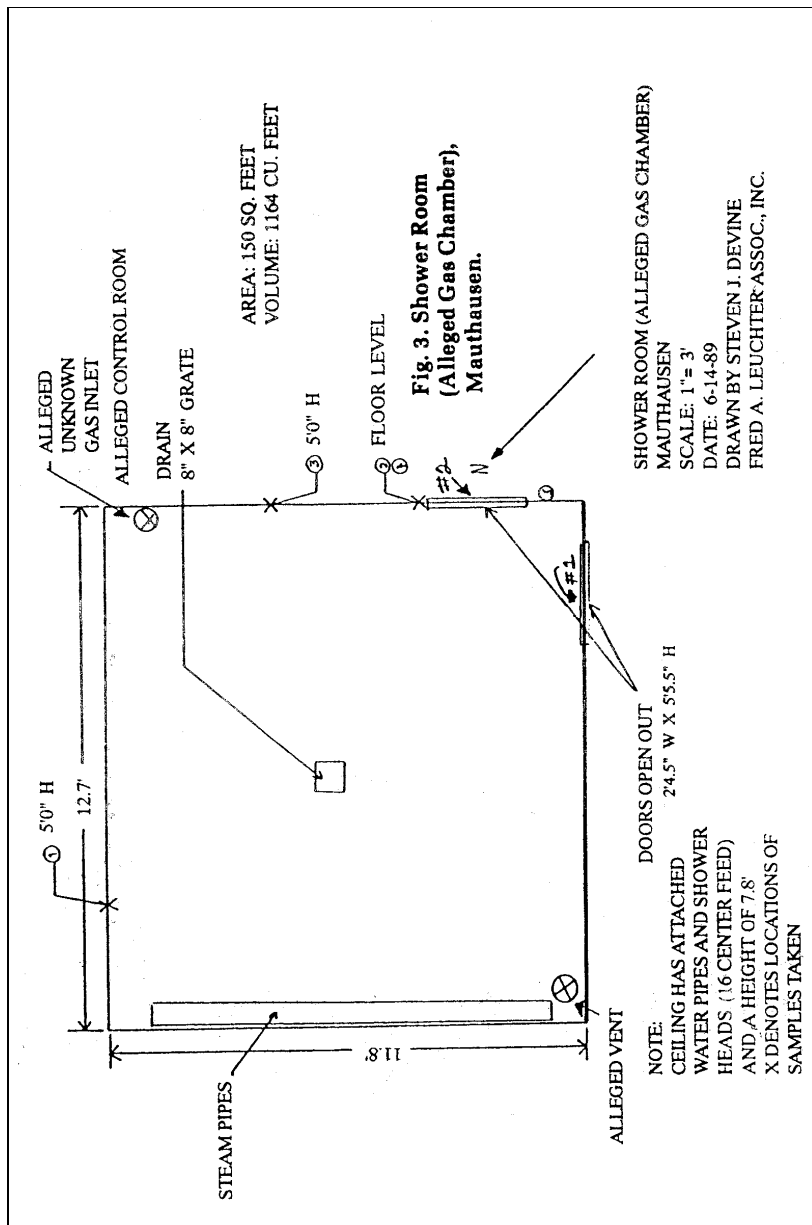 ALLEGED
UNKNOWN
GAS INLET
ALLEGED CONTROL ROOM
DRAIN
8" X 8" GRATE
AREA: 150 SQ. FEET
VOLUME: 1164 CU. FEET
5'0" H
12.7'
3 5'0" H
2 FLOOR LEVEL
Fig. 3. Shower Room
(Alleged Gas Chamber),
Mauthausen.
#2
N
#1
STEAM PIPES
11.8'
ALLEGED VENT
DOORS OPEN OUT
2'4.5" W X 5'5.5" H
NOTE:
CEILING HAS ATTACHED
WATER PIPES AND SHOWER
HEADS (16 CENTER FEED)
AND A HEIGHT OF 7.8'
X DENOTES LOCATIONS OF
SAMPLES TAKEN
SHOWER ROOM (ALLEGED GAS CHAMBER)
MAUTHAUSEN
SCALE: 1" = 3'
DATE: 6-14-89
DRAWN BY STEVEN J. DEVINE
FRED A. LEUCHTER ASSOC., INC.